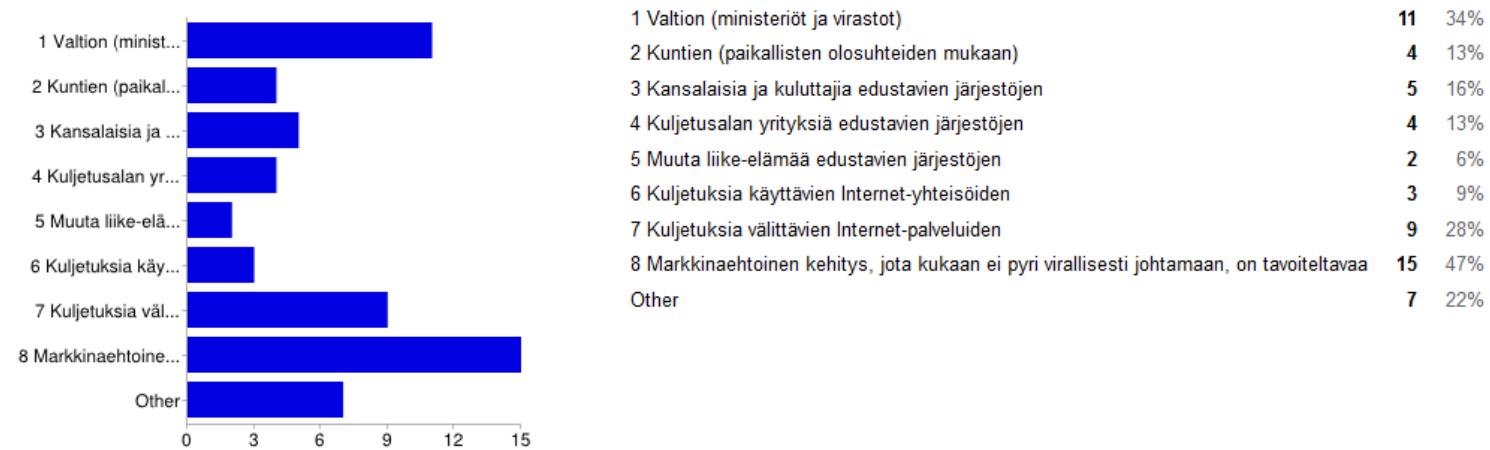 1 Valtion (minist...
2 Kuntien (paikal...
3 Kansalaisia ja ...
4 Kuljetusalan yr...
5 Muuta liike-elä...
6 Kuljetuksia käy...
7 Kuljetuksia väl...
8 Markkinaehtoine...
Other
0 3 6 9 12 15
1 Valtion (ministeriöt ja virastot) 11 34%
2 Kuntien (paikallisten olosuhteiden mukaan) 4 13%
3 Kansalaisia ja kuluttajia edustavien järjestöjen 5 16%
4 Kuljetusalan yrityksiä edustavien järjestöjen 4 13%
5 Muuta liike-elämää edustavien järjestöjen 2 6%
6 Kuljetuksia käyttävien Internet-yhteisöiden 3 9%
7 Kuljetuksia välittävien Internet-palveluiden 9 28%
8 Markkinaehtoinen kehitys, jota kukaan ei pyri virallisesti johtamaan, on tavoiteltavaa 15 47%
Other 7 22%